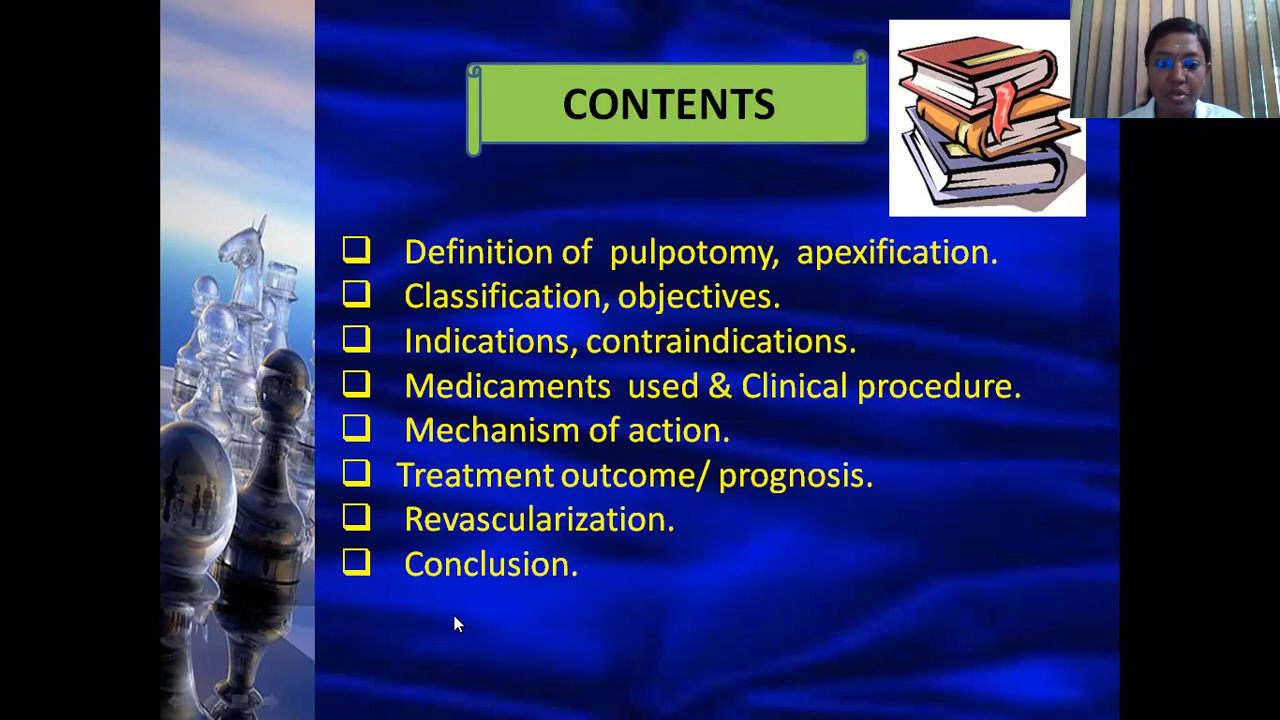 CONTENTS
Definition of pulpotomy, apexification.
Classification, objectives.
Indications, contraindications.
Medicaments used & Clinical procedure.
Mechanism of action.
Treatment outcome/ prognosis.
Revascularization.
Conclusion.